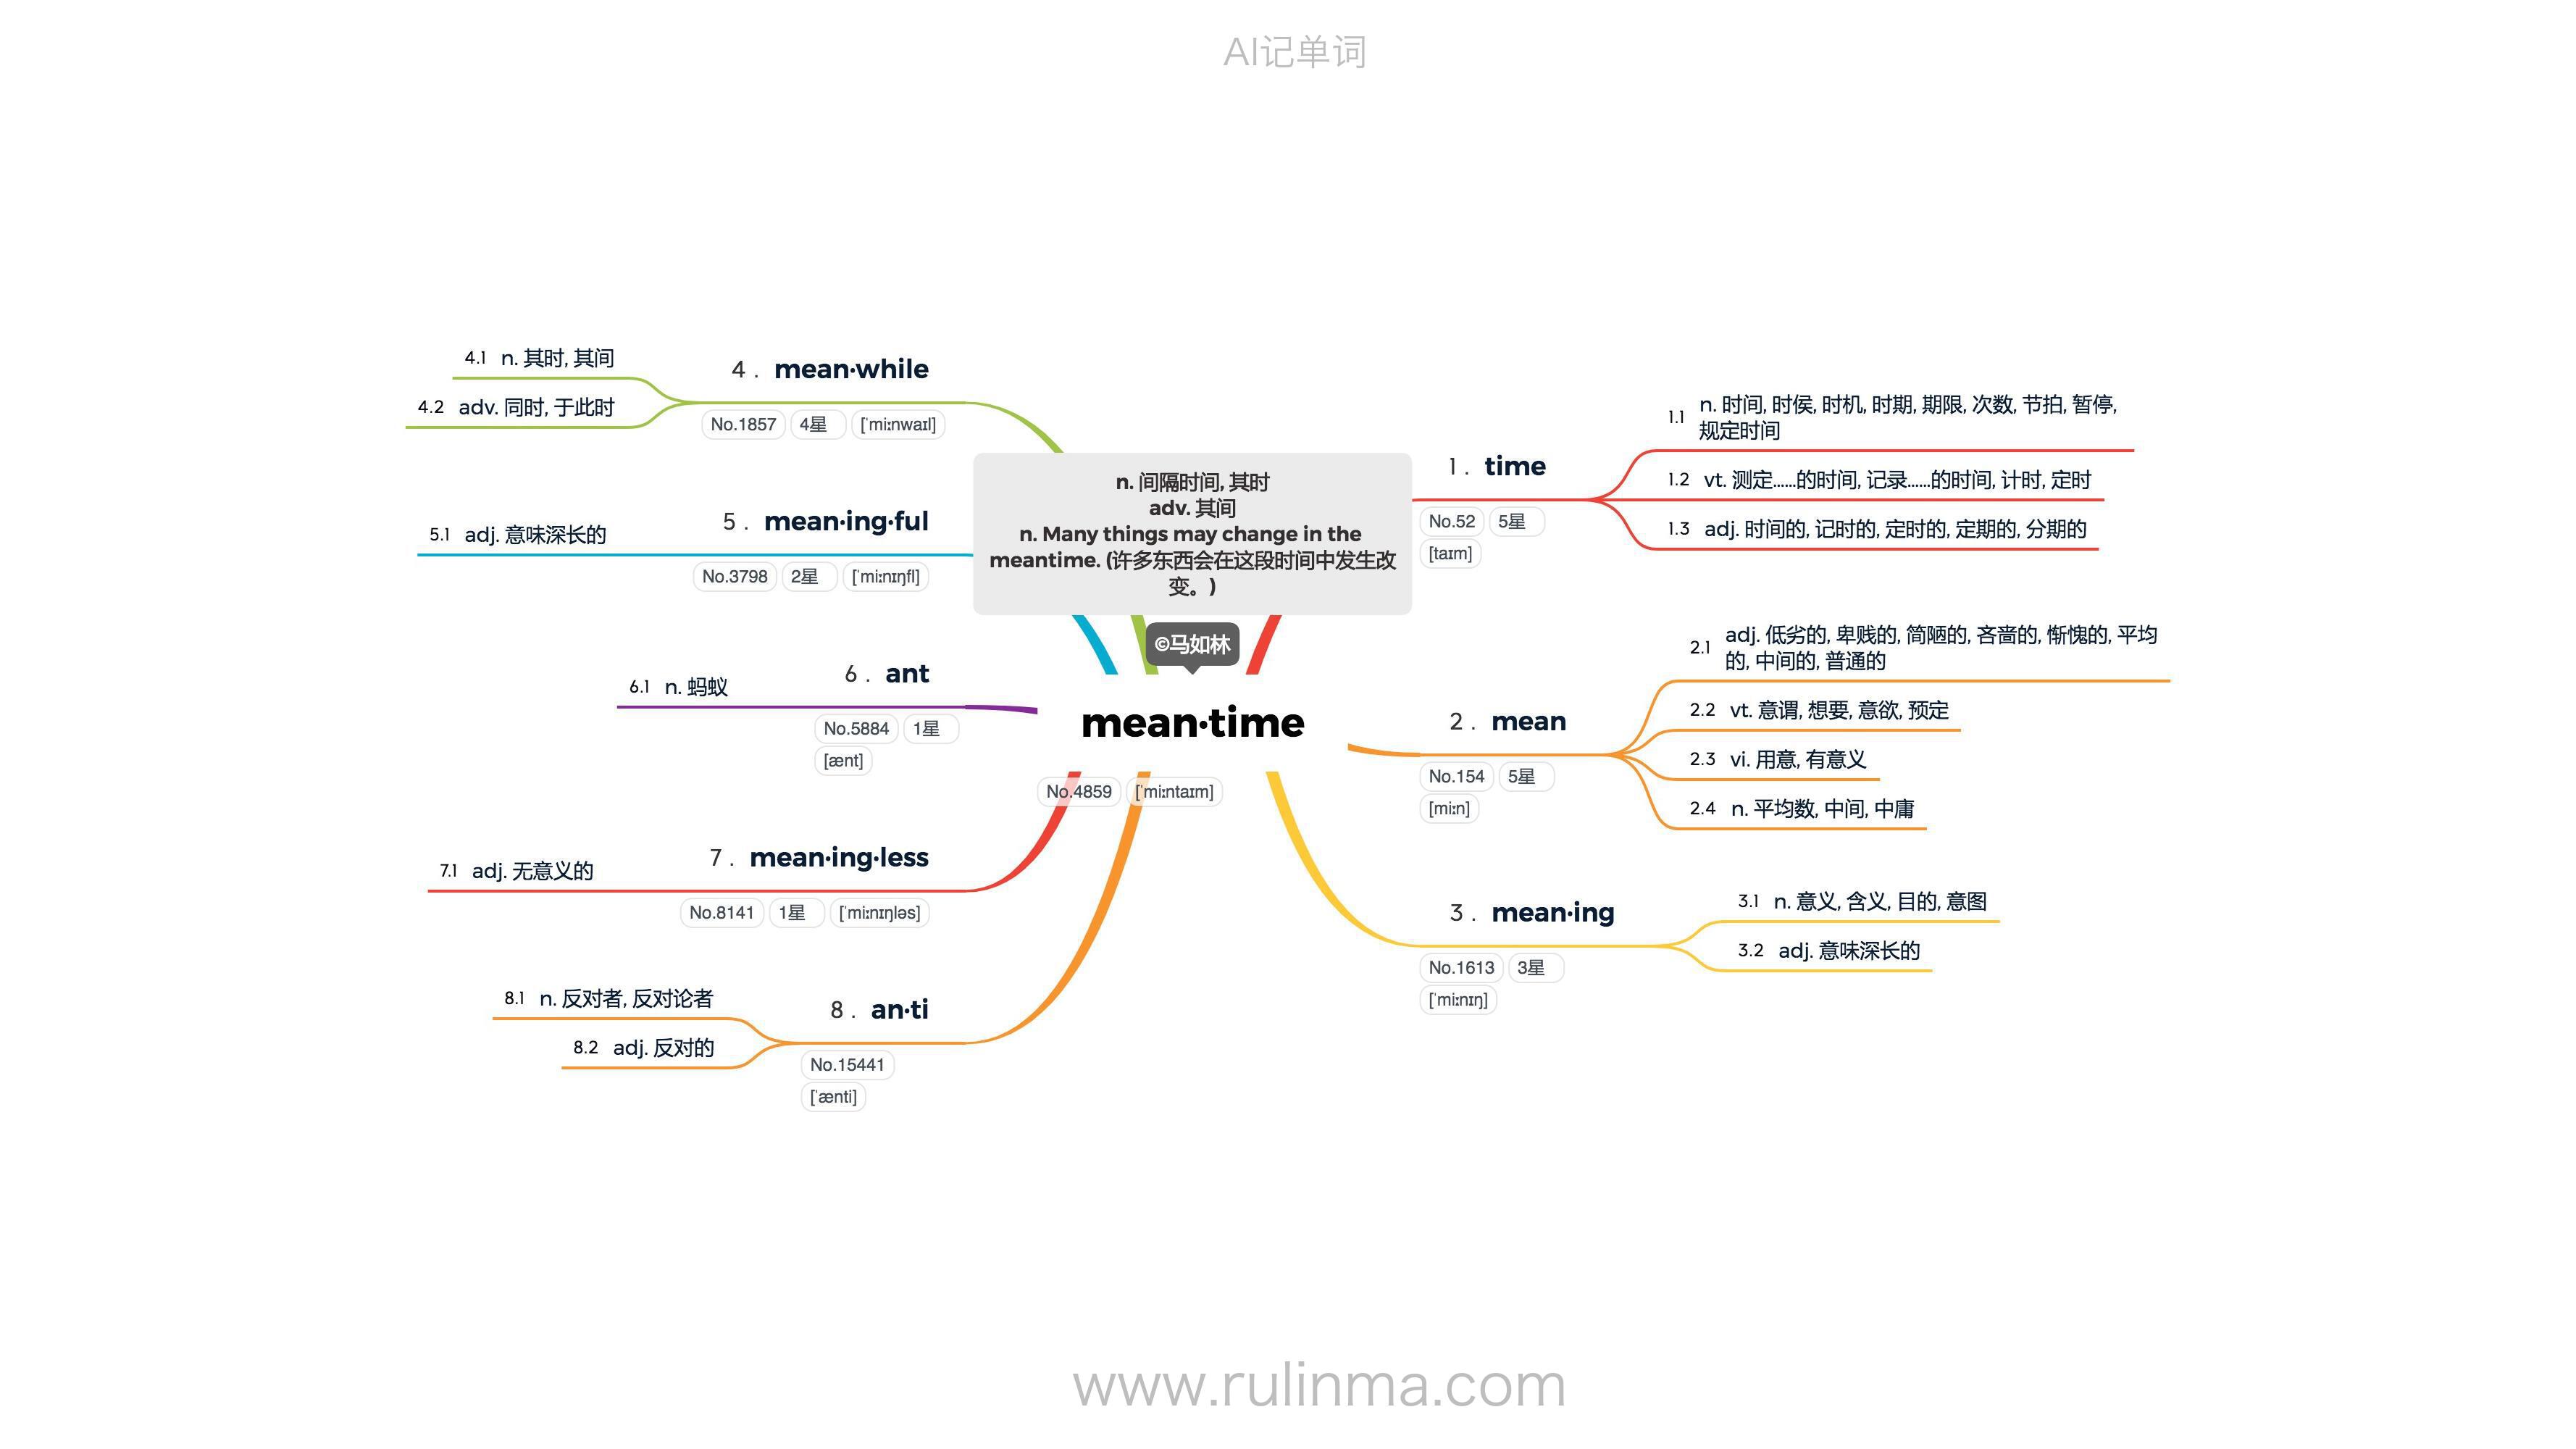 AI记单词
n. 间隔时间, 其时
adv. 其间
n. Many things may change in the
meantime. (许多东西会在这段时间中发生改
变。)
©马如林
mean·time
No.4859 [ˈmiːntaɪm]
1. time
No.52 5星
[taɪm]
1.1 n. 时间, 时侯, 时机, 时期, 期限, 次数, 节拍, 暂停,
规定时间
1.2 vt. 测定......的时间, 记录......的时间, 计时, 定时
1.3 adj. 时间的, 记时的, 定时的, 定期的, 分期的
2. mean
No.154 5星
[miːn]
2.1 adj. 低劣的, 卑贱的, 简陋的, 吝啬的, 惭愧的, 平均
的, 中间的, 普通的
2.2 vt. 意谓, 想要, 意欲, 预定
2.3 vi. 用意, 有意义
2.4 n. 平均数, 中间, 中庸
3. mean·ing
No.1613 3星
[ˈmiːnɪŋ]
3.1 n. 意义, 含义, 目的, 意图
3.2 adj. 意味深长的
4. mean·while
No.1857 4星 [ˈmiːnwaɪl]
4.1 n. 其时, 其间
4.2 adv. 同时, 于此时
5. mean·ing·ful
No.3798 2星 [ˈmiːnɪŋfl]
5.1 adj. 意味深长的
6. ant
No.5884 1星
[ænt]
6.1 n. 蚂蚁
7. mean·ing·less
No.8141 1星 [ˈmiːnɪŋləs]
7.1 adj. 无意义的
8. an·ti
No.15441
[ˈænti]
8.1 n. 反对者, 反对论者
8.2 adj. 反对的
www.rulinma.com